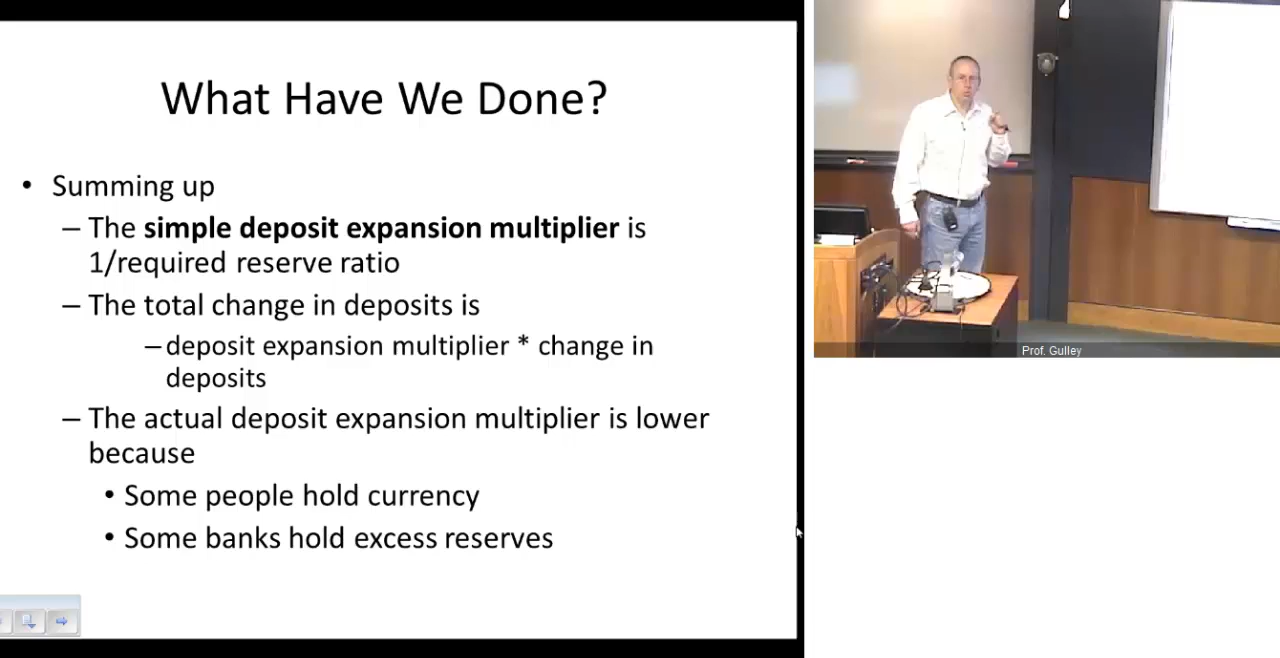 What Have We Done?
• Summing up
– The simple deposit expansion multiplier is
1/required reserve ratio
– The total change in deposits is
– deposit expansion multiplier * change in
deposits
– The actual deposit expansion multiplier is lower
because
• Some people hold currency
• Some banks hold excess reserves
Prof. Gulley